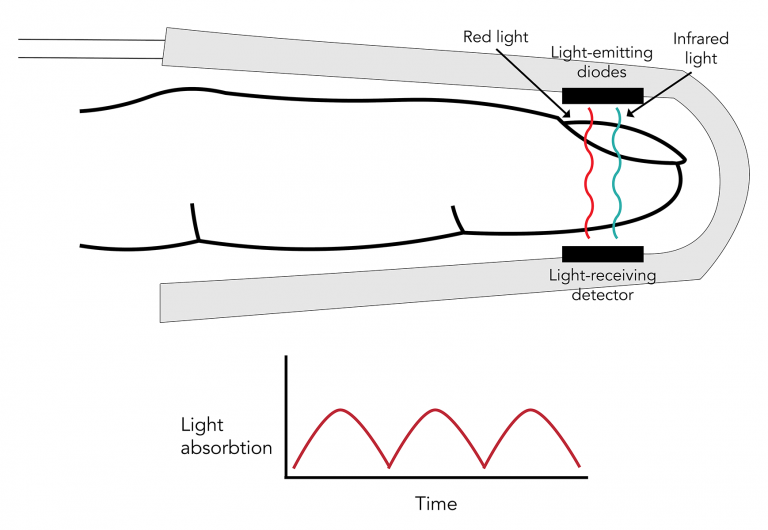 Red light
Light-emitting
diodes
Infrared
light
Light-receiving
detector
Light
absorbtion
Time